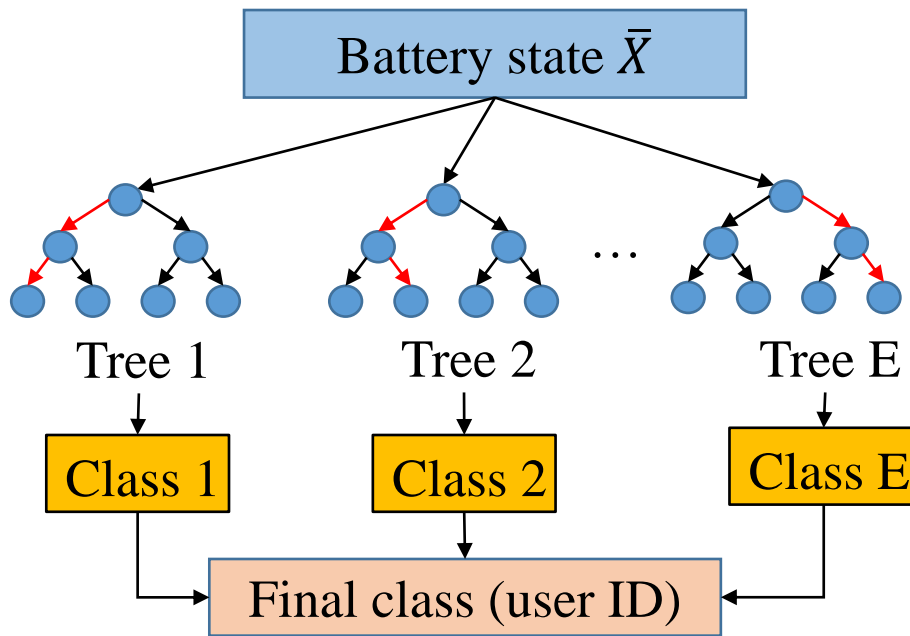 Battery state X̄
...
Tree 1
Tree 2
Tree E
Class 1
Class 2
Class E
Final class (user ID)